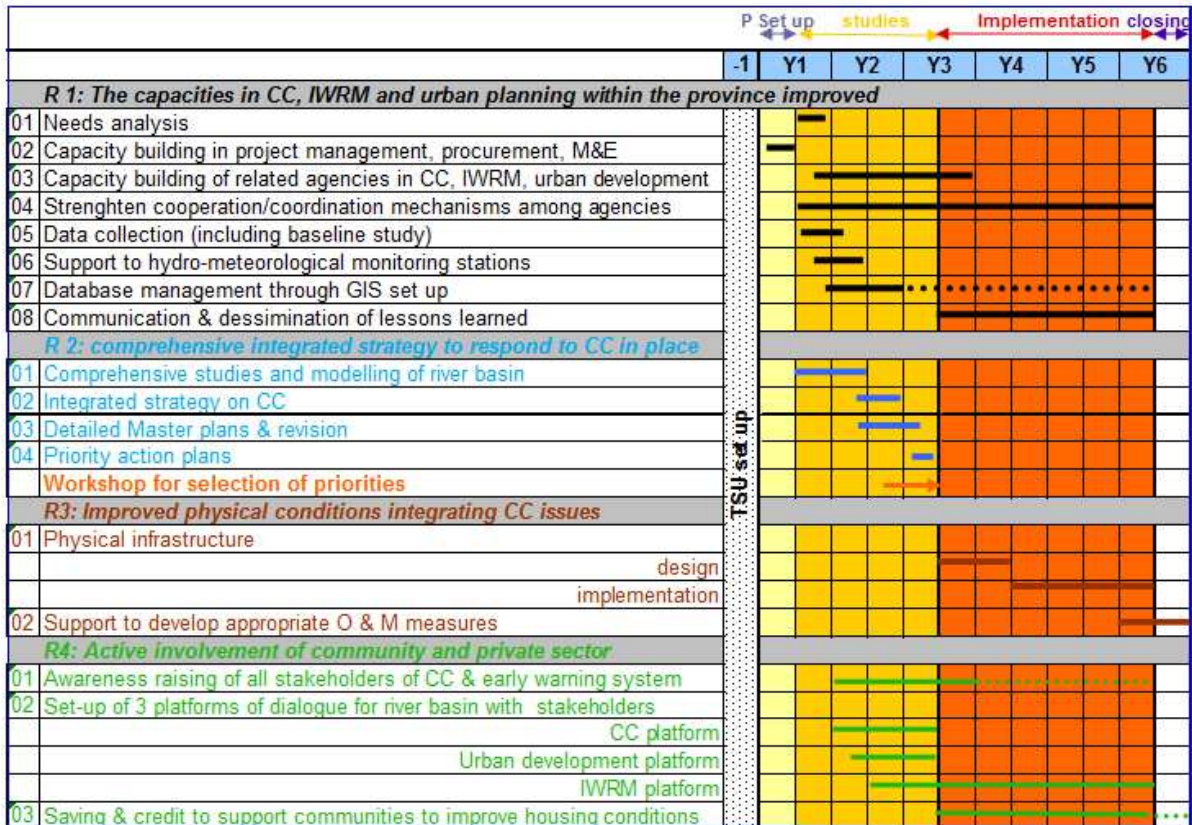 P Set up studies Implementation closing
-1 Y1 Y2 Y3 Y4 Y5 Y6
R 1: The capacities in CC, IWRM and urban planning within the province improved
01 Needs analysis
02 Capacity building in project management, procurement, M&E
03 Capacity building of related agencies in CC, IWRM, urban development
04 Strenghten cooperation/coordination mechanisms among agencies
05 Data collection (including baseline study)
06 Support to hydro-meteorological monitoring stations
07 Database management through GIS set up
08 Communication & dessimination of lessons learned
R 2: comprehensive integrated strategy to respond to CC in place
01 Comprehensive studies and modelling of river basin
02 Integrated strategy on CC
03 Detailed Master plans & revision
04 Priority action plans
Workshop for selection of priorities
TSU set up
R3: Improved physical conditions integrating CC issues
01 Physical infrastructure
design
implementation
02 Support to develop appropriate O & M measures
R4: Active involvement of community and private sector
01 Awareness raising of all stakeholders of CC & early warning system
02 Set-up of 3 platforms of dialogue for river basin with stakeholders
CC platform
Urban development platform
IWRM platform
03 Saving & credit to support communities to improve housing conditions